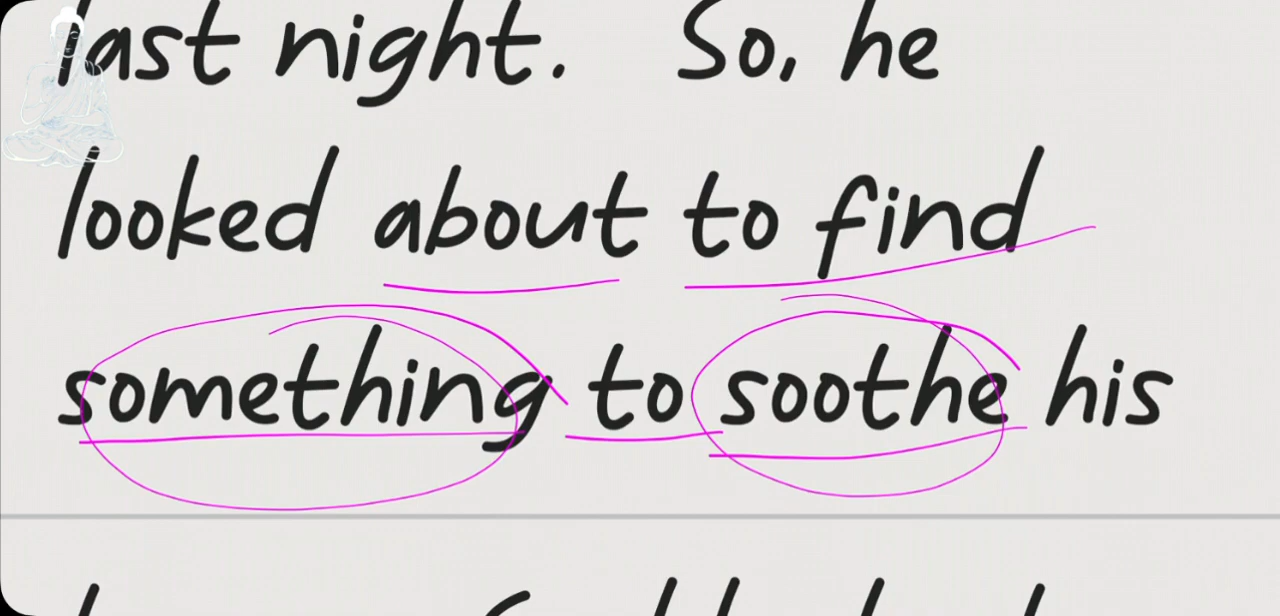 last night. So, he
looked about to find
something to soothe his